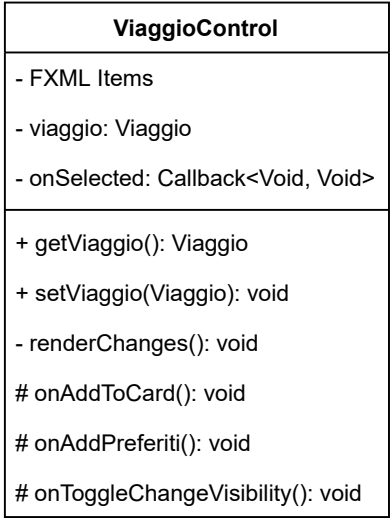 ViaggioControl
- FXML Items
- viaggio: Viaggio
- onSelected: Callback<Void, Void>
+ getViaggio(): Viaggio
+ setViaggio(Viaggio): void
- renderChanges(): void
# onAddToCard(): void
# onAddPreferiti(): void
# onToggleChangeVisibility(): void